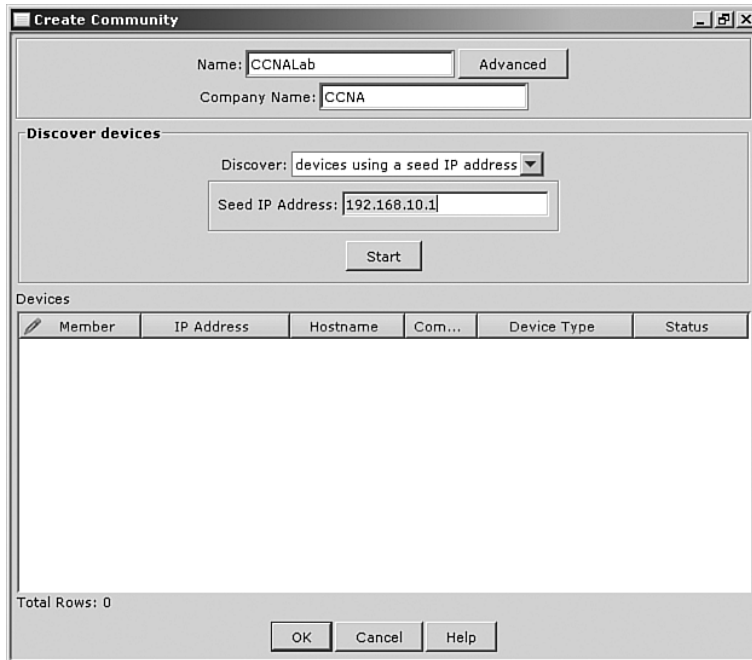 Create Community
Name: CCNALab Advanced
Company Name: CCNA
Discover devices
Discover: devices using a seed IP address
Seed IP Address: 192.168.10.1
Start
Devices
Member IP Address Hostname Com... Device Type Status
Total Rows: 0
OK Cancel Help